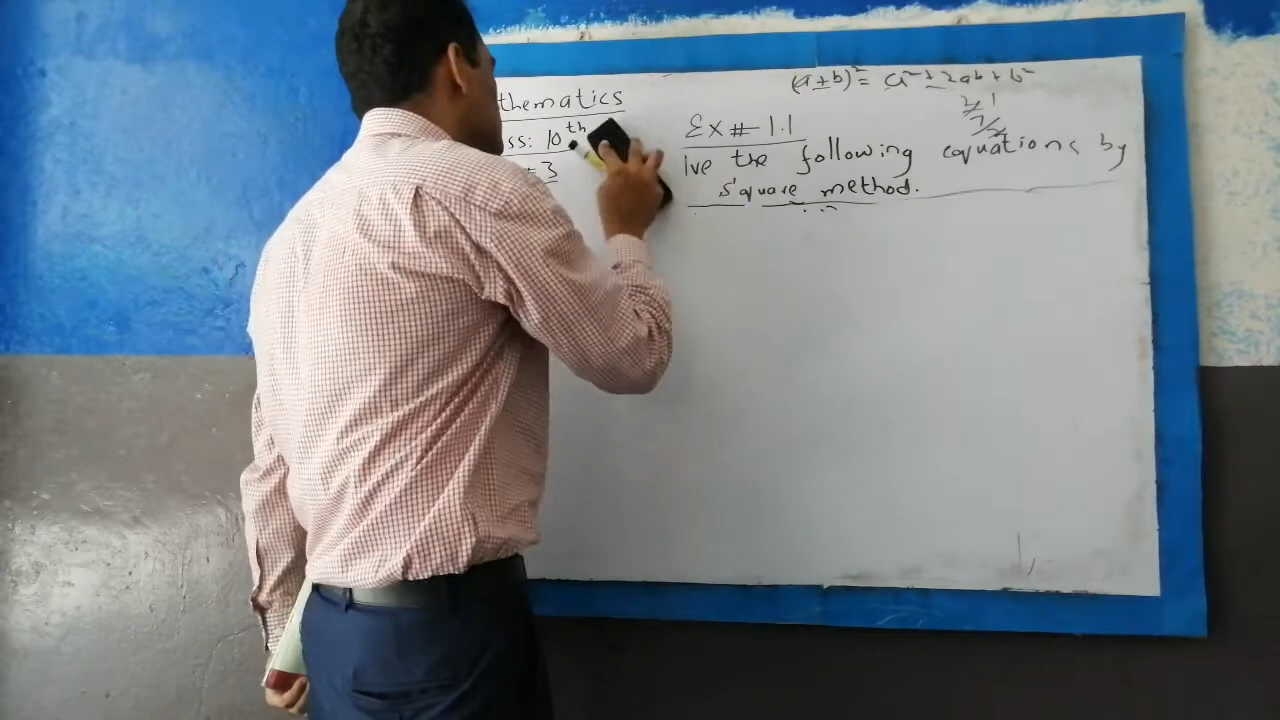 (a±b)² = a² ± 2ab + b²
thematics
ss: 10th
Ex # 1.1
3
lve the following equations by
square method.